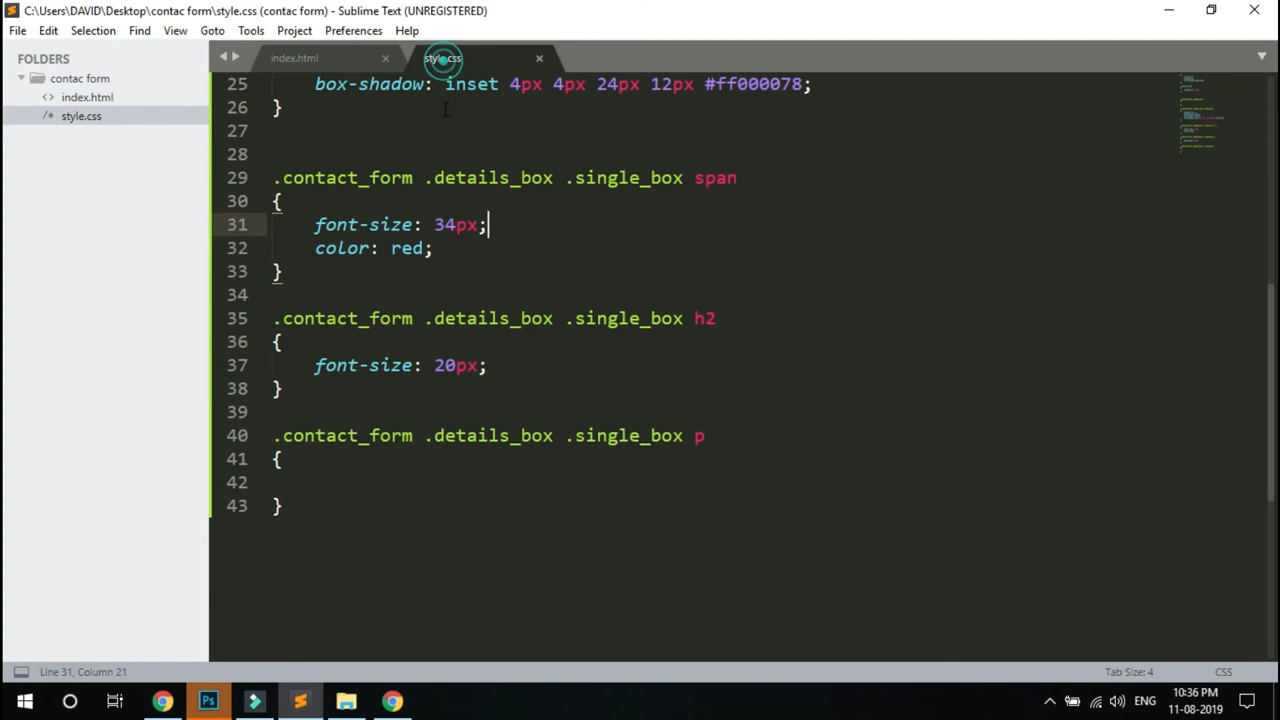 C:\Users\DAVID\Desktop\contac form\style.css (contac form) - Sublime Text (UNREGISTERED)
File Edit Selection Find View Goto Tools Project Preferences Help
FOLDERS
contac form
index.html
style.css
index.html
style.css
25 box-shadow: inset 4px 4px 24px 12px #ff000078;
26 }
27
28
29 .contact_form .details_box .single_box span
30 {
31 font-size: 34px;
32 color: red;
33 }
34
35 .contact_form .details_box .single_box h2
36 {
37 font-size: 20px;
38 }
39
40 .contact_form .details_box .single_box p
41 {
42
43 }
Line 31, Column 21 Tab Size: 4 CSS
Ps
ENG
10:36 PM
11-08-2019